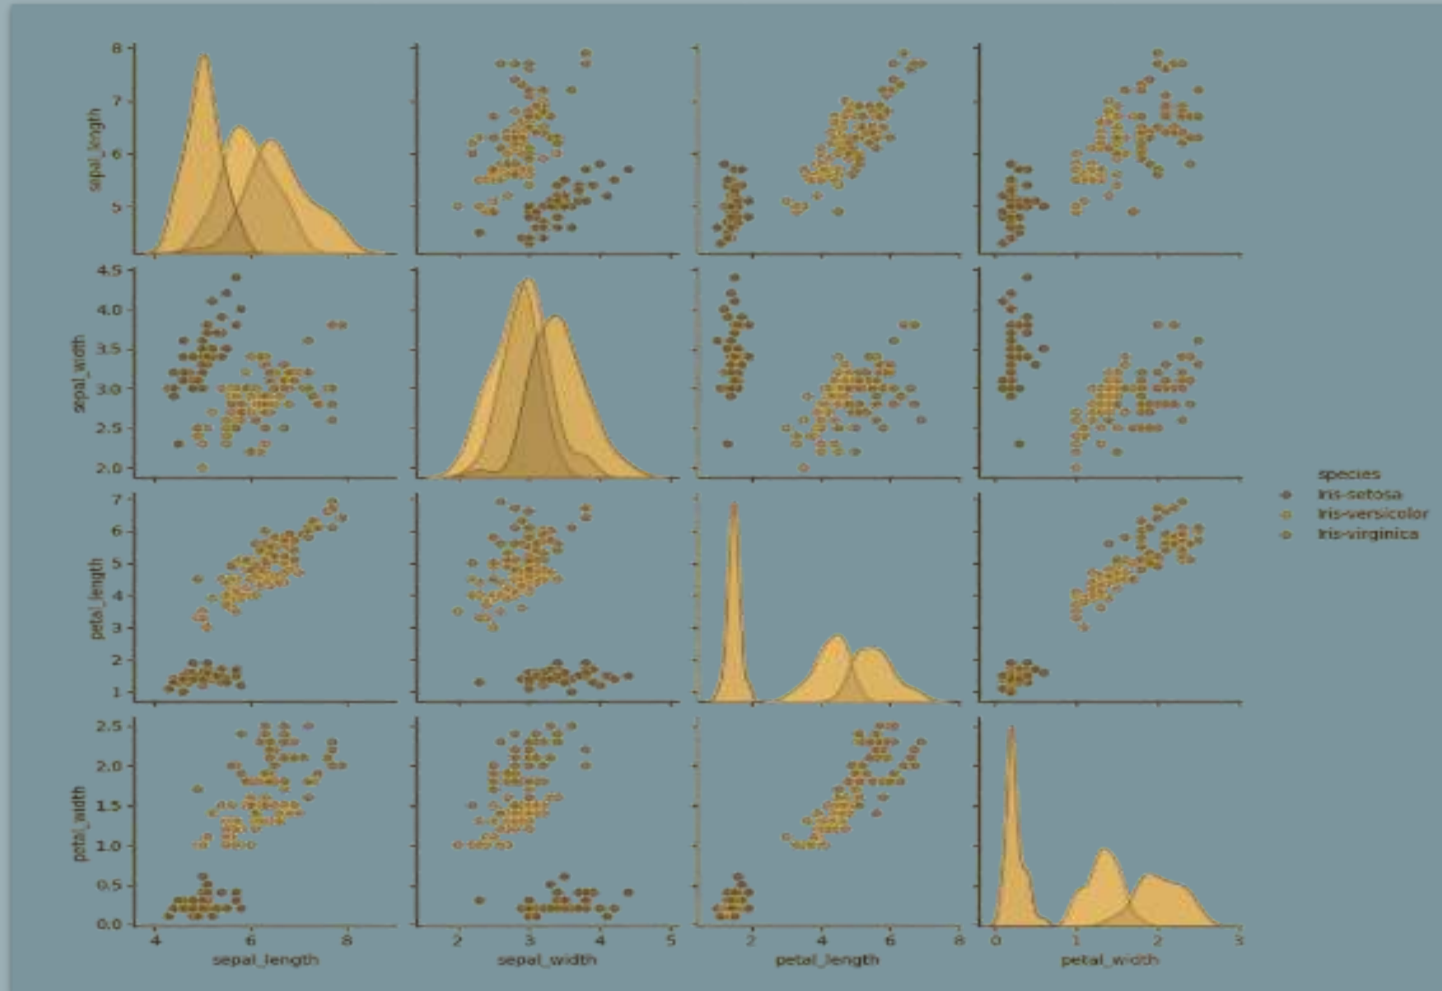 8
7
6
5
sepal_length
4.5
4.0
3.5
3.0
2.5
2.0
sepal_width
7
6
5
4
3
2
1
petal_length
2.5
2.0
1.5
1.0
0.5
0.0
petal_width
4 6 8
sepal_length
2 3 4 5
sepal_width
2 4 6 8
petal_length
0 1 2 3
petal_width
species
Iris-setosa
Iris-versicolor
Iris-virginica